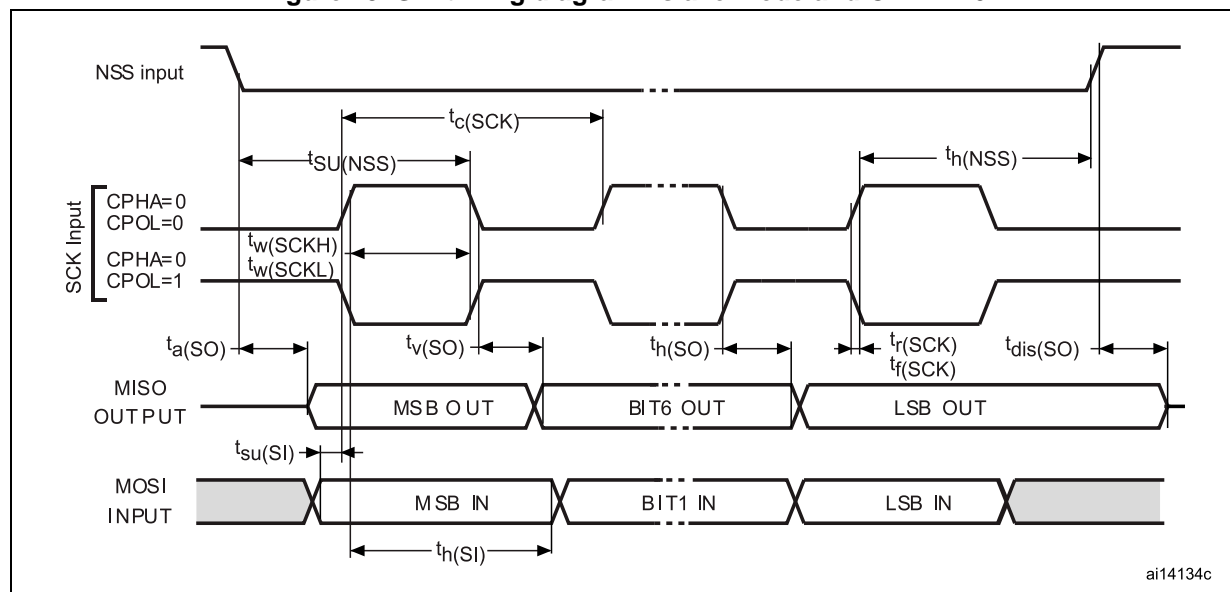 NSS input
tc(SCK)
tSU(NSS)
th(NSS)
SCK Input
CPHA=0
CPOL=0
tw(SCKH)
CPHA=0
tw(SCKL)
CPOL=1
ta(SO)
tv(SO)
th(SO)
tr(SCK)
tf(SCK)
tdis(SO)
MISO
OUTPUT
MSB OUT
BIT6 OUT
LSB OUT
tsu(SI)
MOSI
INPUT
MSB IN
BIT1 IN
LSB IN
th(SI)
ai14134c